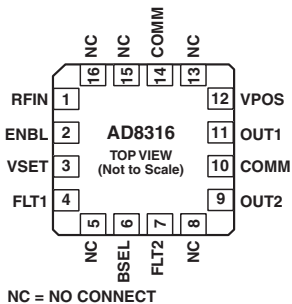 NC
NC
COMM
NC
16
15
14
13
RFIN 1
12 VPOS
ENBL 2
AD8316
11 OUT1
VSET 3
TOP VIEW
(Not to Scale)
10 COMM
FLT1 4
9 OUT2
5
6
7
8
NC
BSEL
FLT2
NC
NC = NO CONNECT